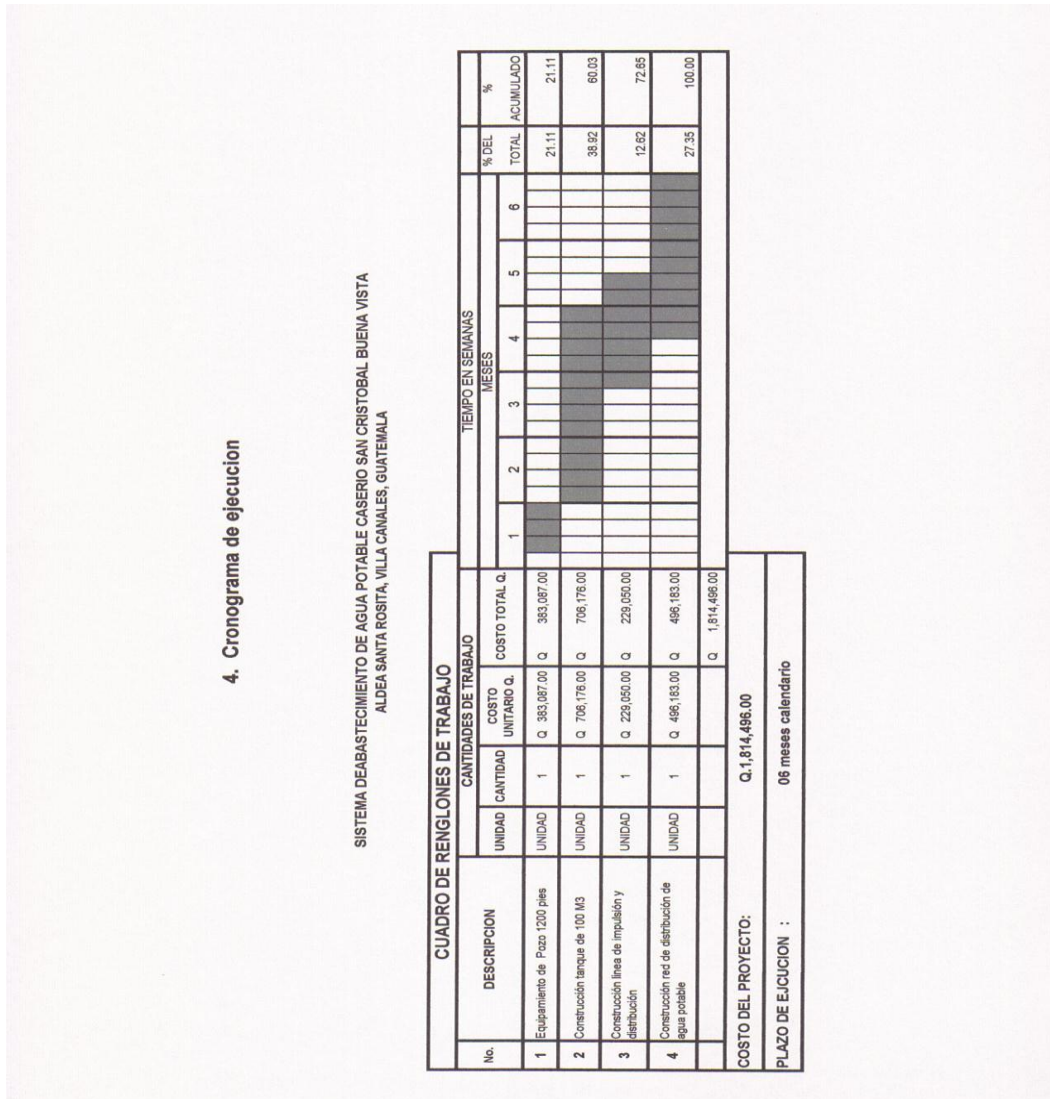 4. Cronograma de ejecucion
SISTEMA DEABASTECIMIENTO DE AGUA POTABLE CASERIO SAN CRISTOBAL BUENA VISTA
ALDEA SANTA ROSITA, VILLA CANALES, GUATEMALA
CUADRO DE RENGLONES DE TRABAJO
No. DESCRIPCION CANTIDADES DE TRABAJO TIEMPO EN SEMANAS % DEL %
UNIDAD CANTIDAD COSTO UNITARIO Q. COSTO TOTAL Q. MESES TOTAL ACUMULADO
1 2 3 4 5 6
1 Equipamiento de Pozo 1200 pies UNIDAD 1 Q 383,087.00 Q 383,087.00 21.11 21.11
2 Construcción tanque de 100 M3 UNIDAD 1 Q 706,176.00 Q 706,176.00 38.92 60.03
3 Construcción linea de impulsión y
distribución UNIDAD 1 Q 229,050.00 Q 229,050.00 12.62 72.65
4 Construcción red de distribución de
agua potable UNIDAD 1 Q 496,183.00 Q 496,183.00 27.35 100.00
Q 1,814,496.00
COSTO DEL PROYECTO: Q.1,814,496.00
PLAZO DE EJCUCION : 06 meses calendario